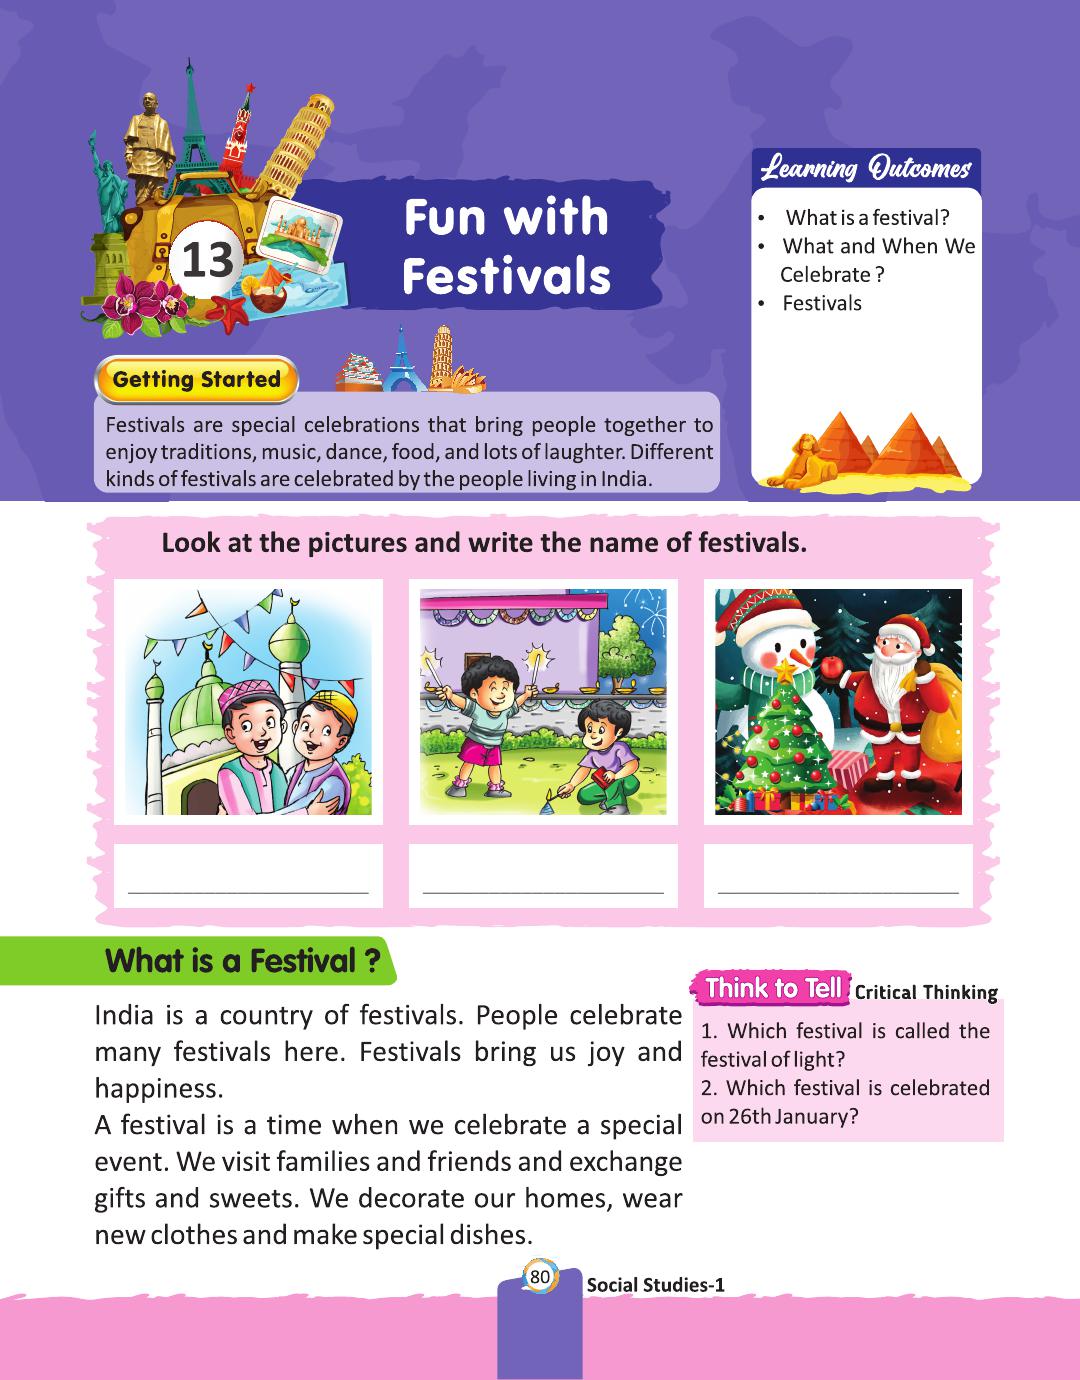 13
Fun with
Festivals
Learning Outcomes
• What is a festival?
• What and When We
Celebrate ?
• Festivals
Getting Started
Festivals are special celebrations that bring people together to
enjoy traditions, music, dance, food, and lots of laughter. Different
kinds of festivals are celebrated by the people living in India.
Look at the pictures and write the name of festivals.
What is a Festival ?
India is a country of festivals. People celebrate
many festivals here. Festivals bring us joy and
happiness.
A festival is a time when we celebrate a special
event. We visit families and friends and exchange
gifts and sweets. We decorate our homes, wear
new clothes and make special dishes.
Think to Tell Critical Thinking
1. Which festival is called the
festival of light?
2. Which festival is celebrated
on 26th January?
80
Social Studies-1